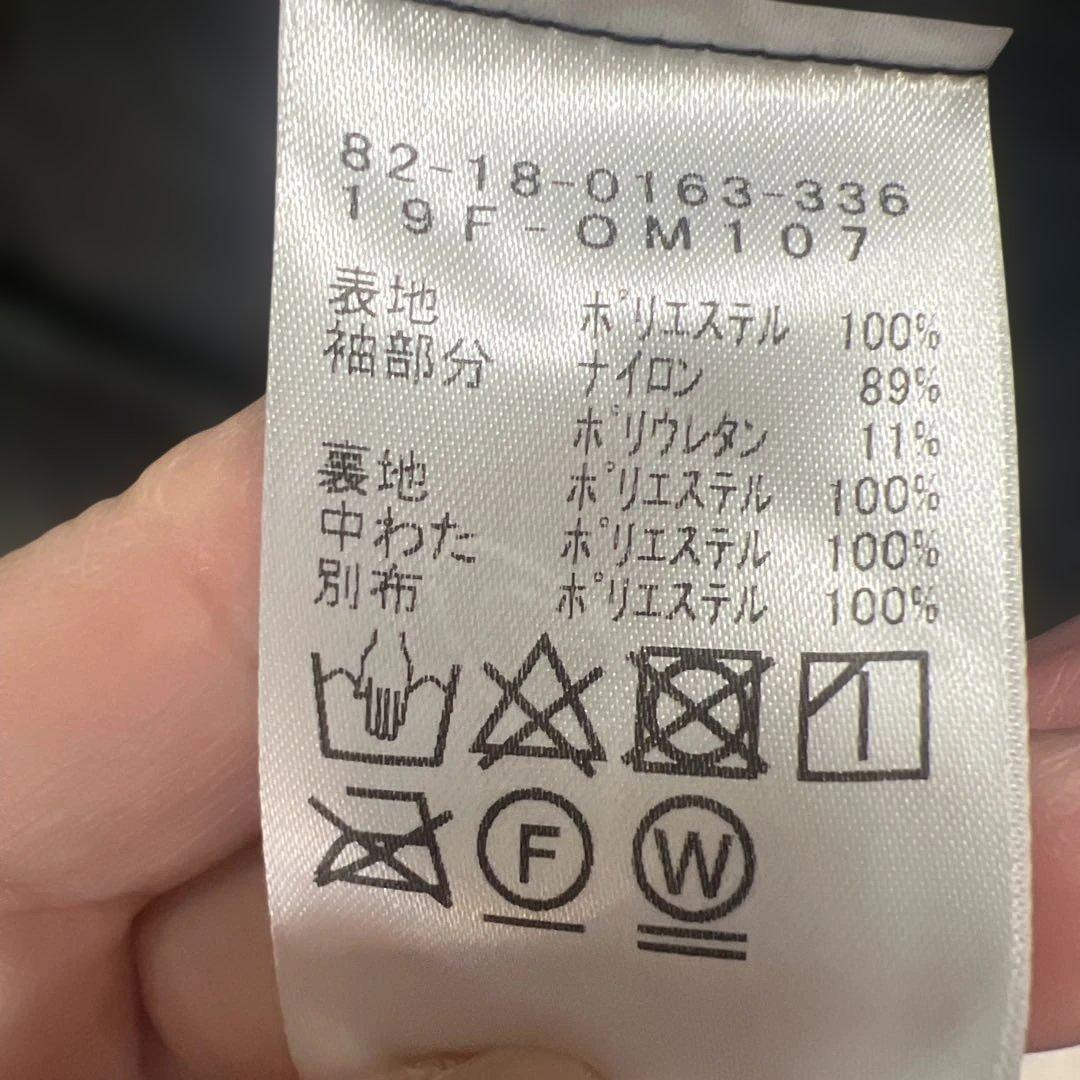 82-18-0163-336
19F-OM107
表地 ポリエステル 100%
袖部分 ナイロン 89%
ポリウレタン 11%
裏地 ポリエステル 100%
中わた ポリエステル 100%
別布 ポリエステル 100%
F W